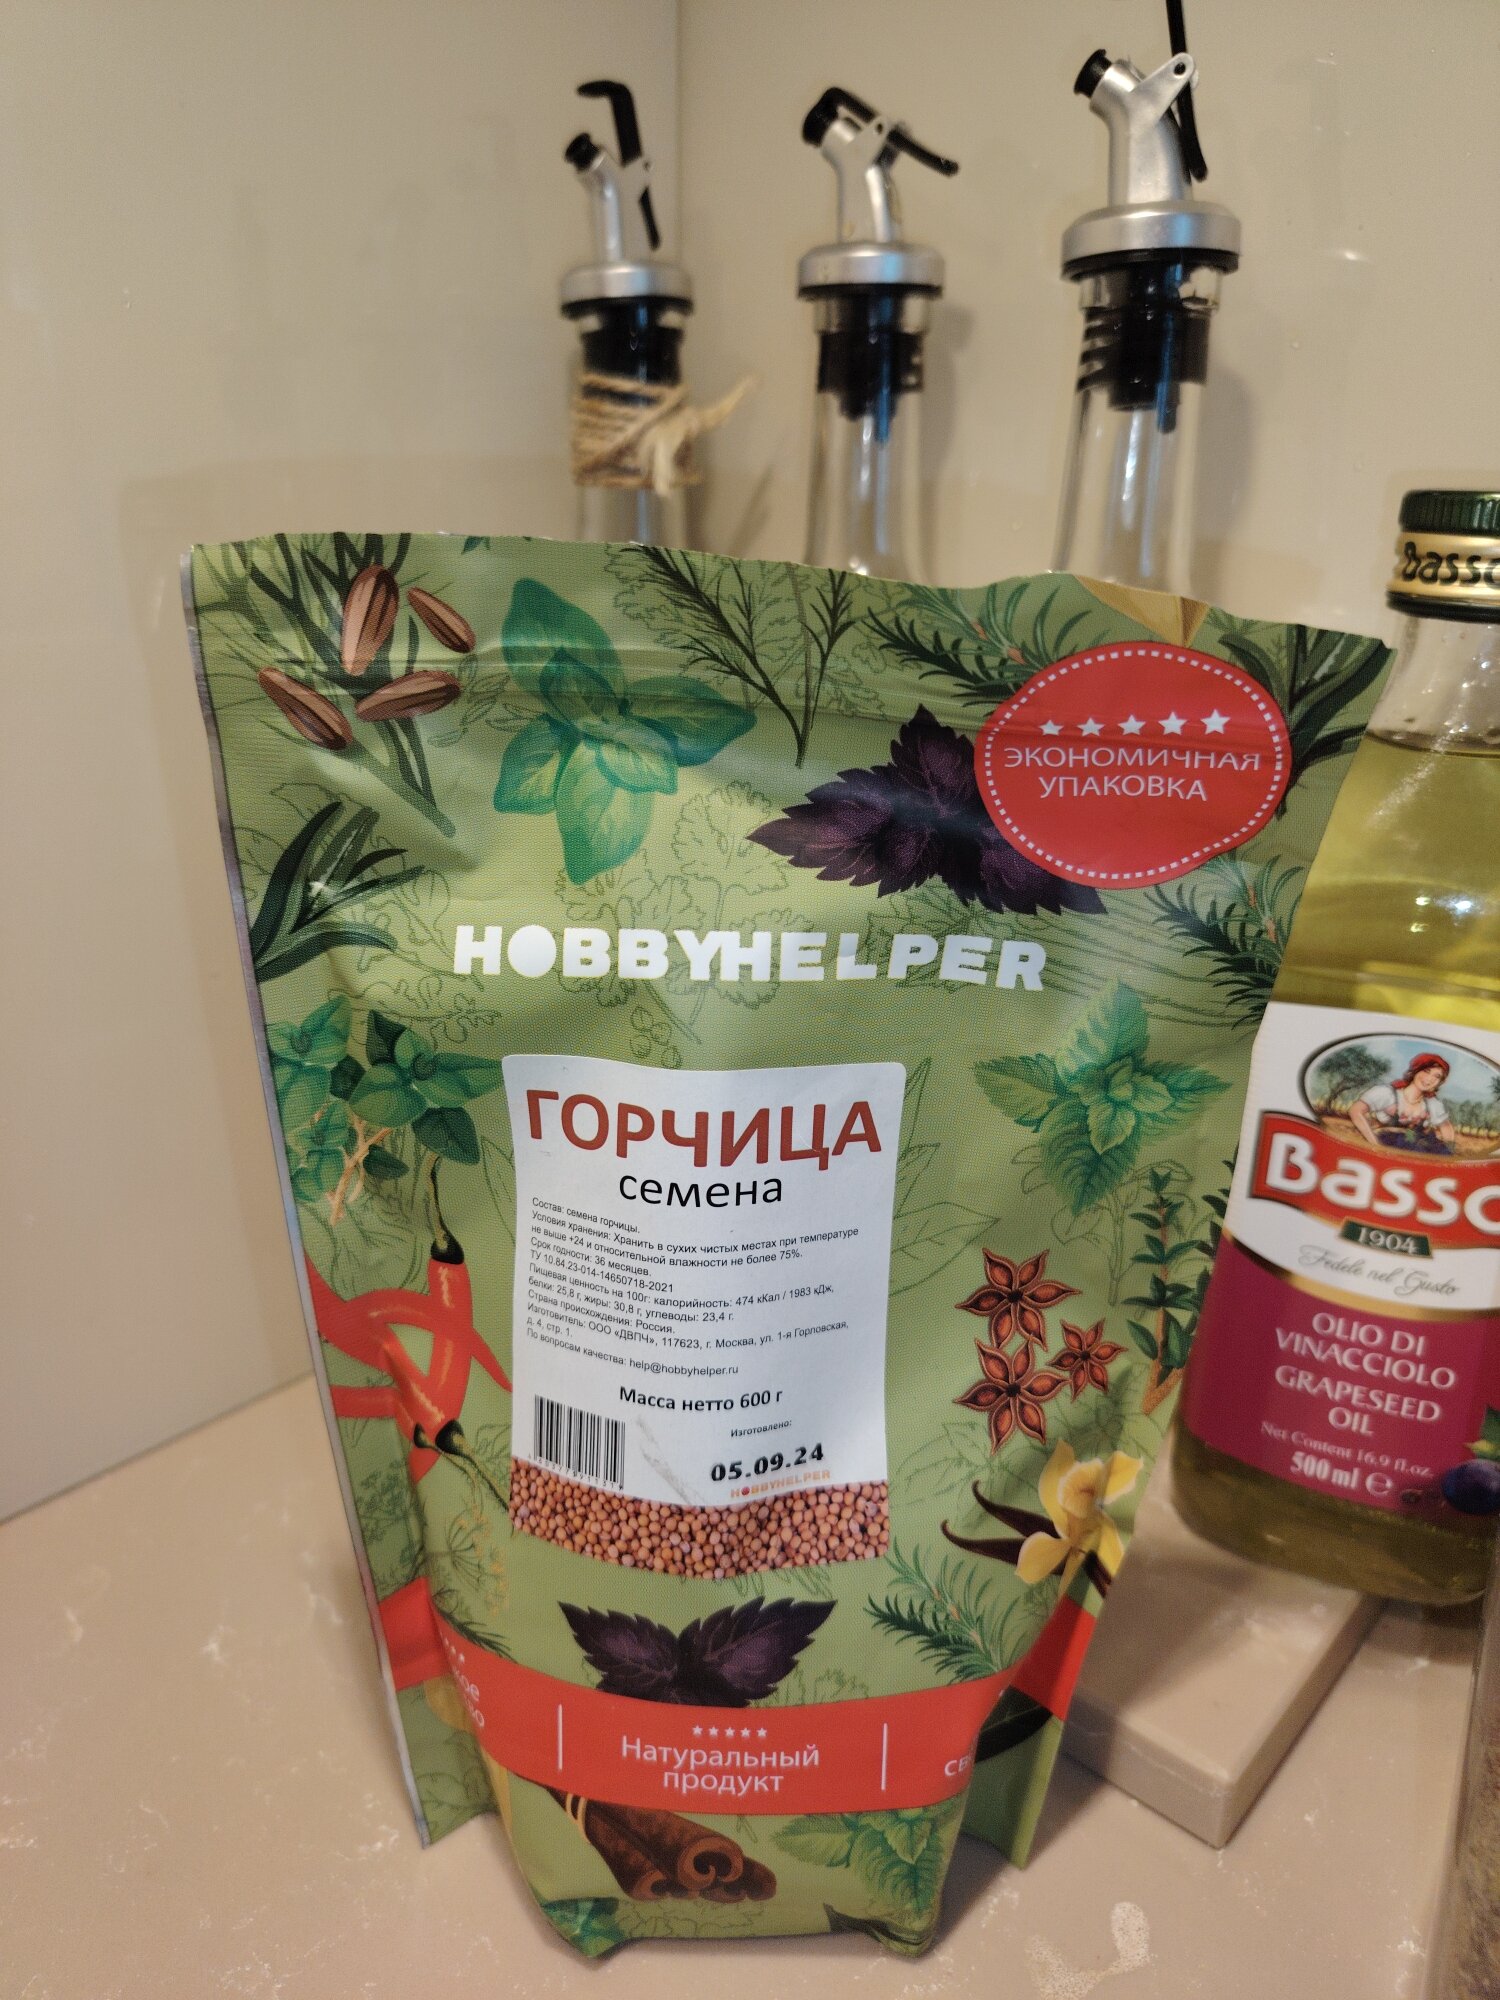 ЭКОНОМИЧНАЯ
УПАКОВКА
HOBBYHELPER
ГОРЧИЦА
семена
Состав: семена горчицы.
Условия хранения: Хранить в сухих чистых местах при температуре
не выше +24 и относительной влажности не более 75%.
Срок годности: 36 месяцев.
ТУ 10.84.23-014-14650718-2021
Пищевая ценность на 100г: калорийность: 474 кКал / 1983 кДж,
белки: 25,8 г, жиры: 30,8 г, углеводы: 23,4 г.
Страна происхождения: Россия.
Изготовитель: ООО «ДВПЧ», 117623, г. Москва, ул. 1-я Горловская,
д. 4, стр. 1.
По вопросам качества: help@hobbyhelper.ru
Масса нетто 600 г
Изготовлено:
05.09.24
HOBBYHELPER
Натуральный
продукт
Basso
Basso
1904
Fedele nel Gusto
OLIO DI
VINACCIOLO
GRAPESEED
OIL
Net Content 16.9 fl.oz.
500 ml e